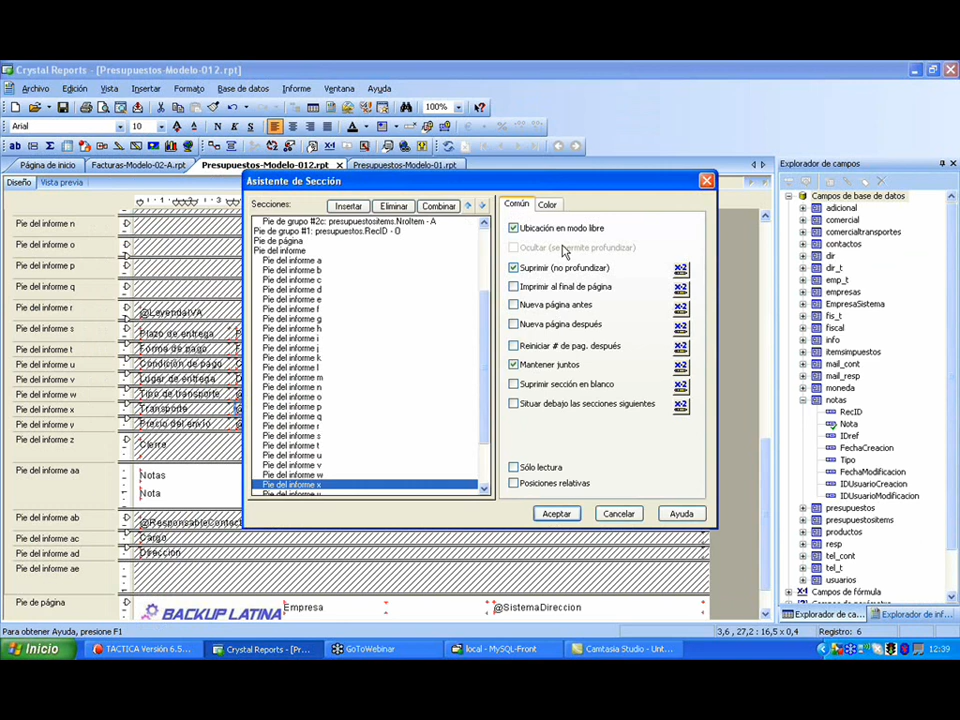 Crystal Reports - [Presupuestos-Modelo-012.rpt]
Archivo Edición Vista Insertar Formato Base de datos Informe Ventana Ayuda
100%
Arial 10 N K S A
Página de inicio Facturas-Modelo-02-A.rpt Presupuestos-Modelo-012.rpt Presupuestos-Modelo-01.rpt
Diseño Vista previa
Pie del informe n
Pie del informe o
Pie del informe p
Pie del informe q
Pie del informe r @LeyendaIVA
Pie del informe s Plazo de entrega
Pie del informe t Forma de pago
Pie del informe u Condición de pago
Pie del informe v Lugar de entrega
Pie del informe w Tipo de transporte
Pie del informe x Transporte
Pie del informe y Precio del envío
Pie del informe z Cierre
Pie del informe aa Notas
Nota
Pie del informe ab @ResponsableContac
Pie del informe ac Cargo
Pie del informe ad Direccion
Pie del informe ae
Pie de página BACKUP LATINA Empresa @SistemaDireccion
Asistente de Sección
Secciones: Insertar Eliminar Combinar
Pie de grupo #2c: presupuestositems.NroItem - A
Pie de grupo #1: presupuestos.RecID - O
Pie de página
Pie del informe
Pie del informe a
Pie del informe b
Pie del informe c
Pie del informe d
Pie del informe e
Pie del informe f
Pie del informe g
Pie del informe h
Pie del informe i
Pie del informe j
Pie del informe k
Pie del informe l
Pie del informe m
Pie del informe n
Pie del informe o
Pie del informe p
Pie del informe q
Pie del informe r
Pie del informe s
Pie del informe t
Pie del informe u
Pie del informe v
Pie del informe w
Pie del informe x
Común Color
Ubicación en modo libre
Ocultar (se permite profundizar)
Suprimir (no profundizar)
Imprimir al final de página
Nueva página antes
Nueva página después
Reiniciar # de pag. después
Mantener juntos
Suprimir sección en blanco
Situar debajo las secciones siguientes
Sólo lectura
Posiciones relativas
Aceptar Cancelar Ayuda
Explorador de campos
Campos de base de datos
adicional
comercial
comercialtransportes
contactos
dir
dir_t
emp_t
empresas
EmpresaSistema
fis_t
fiscal
info
itemsimpuestos
mail_cont
mail_resp
moneda
notas
RecID
Nota
IDref
FechaCreacion
Tipo
FechaModificacion
IDUsuarioCreacion
IDUsuarioModificacion
presupuestos
presupuestositems
productos
resp
tel_cont
tel_t
usuarios
Campos de fórmula
Explorador de ca... Explorador de inf...
Para obtener Ayuda, presione F1 3,6 , 27,2 : 16,5 x 0,4 Registro: 6
Inicio TACTICA Versión 6.5... Crystal Reports - [Pr... GoToWebinar local - MySQL-Front Camtasia Studio - Unt... 12:39